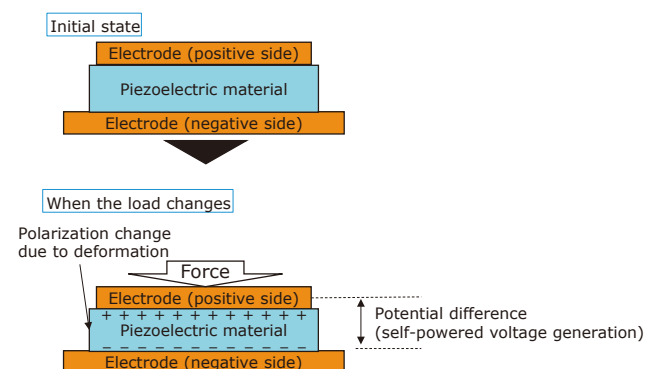 Initial state
Electrode (positive side)
Piezoelectric material
Electrode (negative side)
When the load changes
Polarization change
due to deformation
Force
Electrode (positive side)
+ + + + + + + + + + + +
Piezoelectric material
− − − − − − − − − − −
Electrode (negative side)
Potential difference
(self-powered voltage generation)